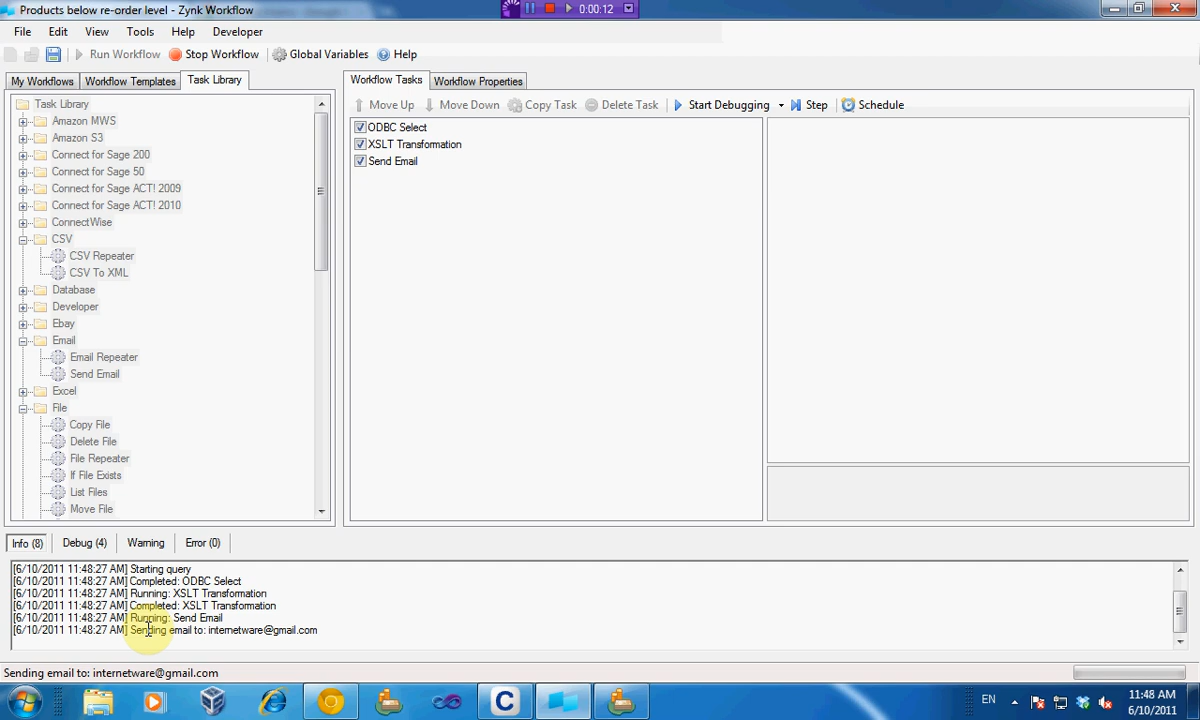 Products below re-order level - Zynk Workflow
0:00:12
File Edit View Tools Help Developer
Run Workflow Stop Workflow Global Variables Help
My Workflows Workflow Templates Task Library
Workflow Tasks Workflow Properties
Move Up Move Down Copy Task Delete Task Start Debugging Step Schedule
Task Library
Amazon MWS
Amazon S3
Connect for Sage 200
Connect for Sage 50
Connect for Sage ACT! 2009
Connect for Sage ACT! 2010
ConnectWise
CSV
CSV Repeater
CSV To XML
Database
Developer
Ebay
Email
Email Repeater
Send Email
Excel
File
Copy File
Delete File
File Repeater
If File Exists
List Files
Move File
ODBC Select
XSLT Transformation
Send Email
Info (8) Debug (4) Warning Error (0)
[6/10/2011 11:48:27 AM] Starting query
[6/10/2011 11:48:27 AM] Completed: ODBC Select
[6/10/2011 11:48:27 AM] Running: XSLT Transformation
[6/10/2011 11:48:27 AM] Completed: XSLT Transformation
[6/10/2011 11:48:27 AM] Running: Send Email
[6/10/2011 11:48:27 AM] Sending email to: internetware@gmail.com
Sending email to: internetware@gmail.com
C
EN
11:48 AM
6/10/2011